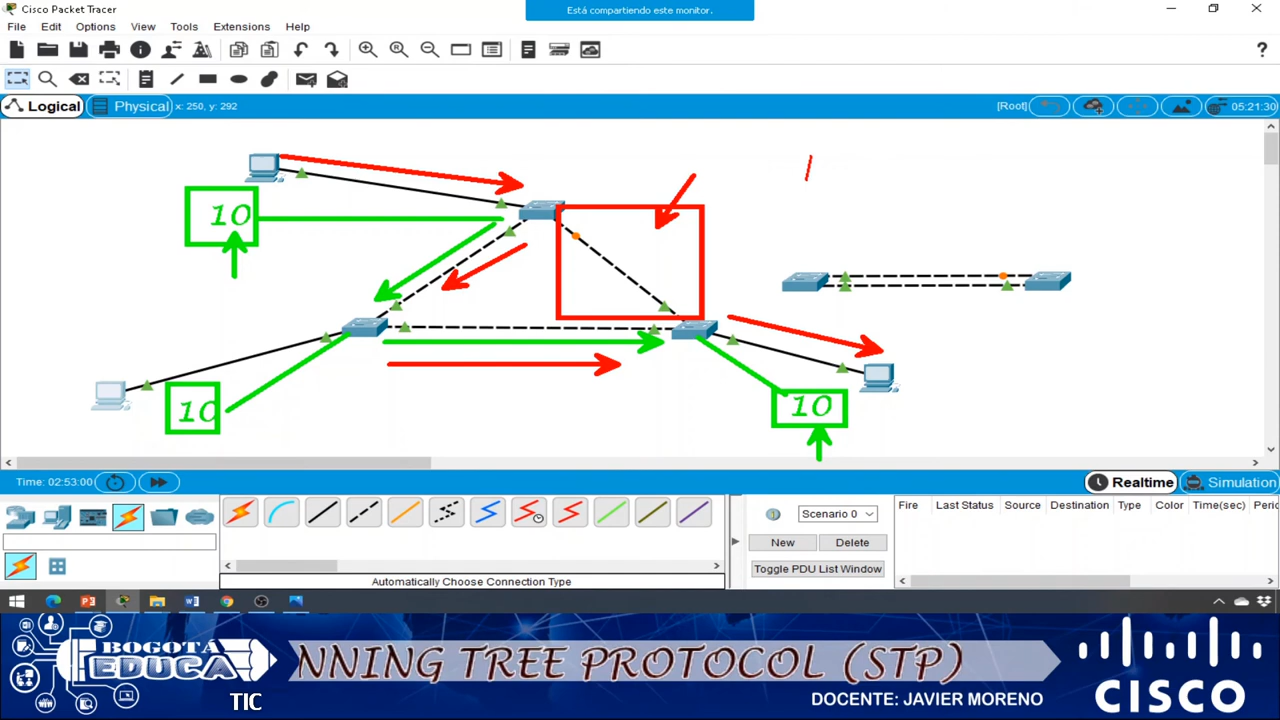 Cisco Packet Tracer
Está compartiendo este monitor.
File Edit Options View Tools Extensions Help
?
Logical Physical x: 250, y: 292 [Root] 05:21:30
10
10
10
Time: 02:53:00 Realtime Simulation
Scenario 0 Fire Last Status Source Destination Type Color Time(sec) Perio
New Delete
Toggle PDU List Window
Automatically Choose Connection Type
BOGOTÁ
EDUCA
TIC
NNING TREE PROTOCOL (STP)
DOCENTE: JAVIER MORENO
CISCO